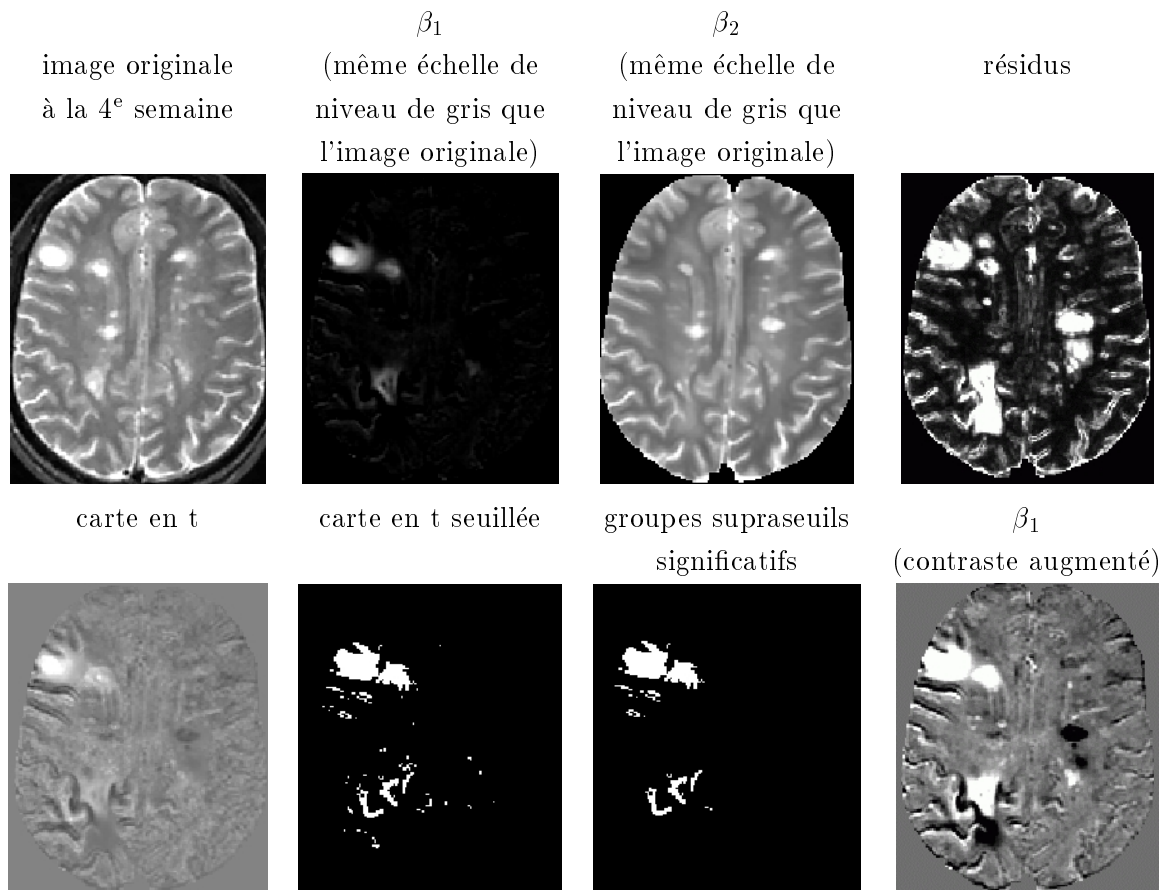 image originale
à la 4e semaine
β1
(même échelle de
niveau de gris que
l'image originale)
β2
(même échelle de
niveau de gris que
l'image originale)
résidus
carte en t
carte en t seuillée
groupes supraseuils
significatifs
β1
(contraste augmenté)